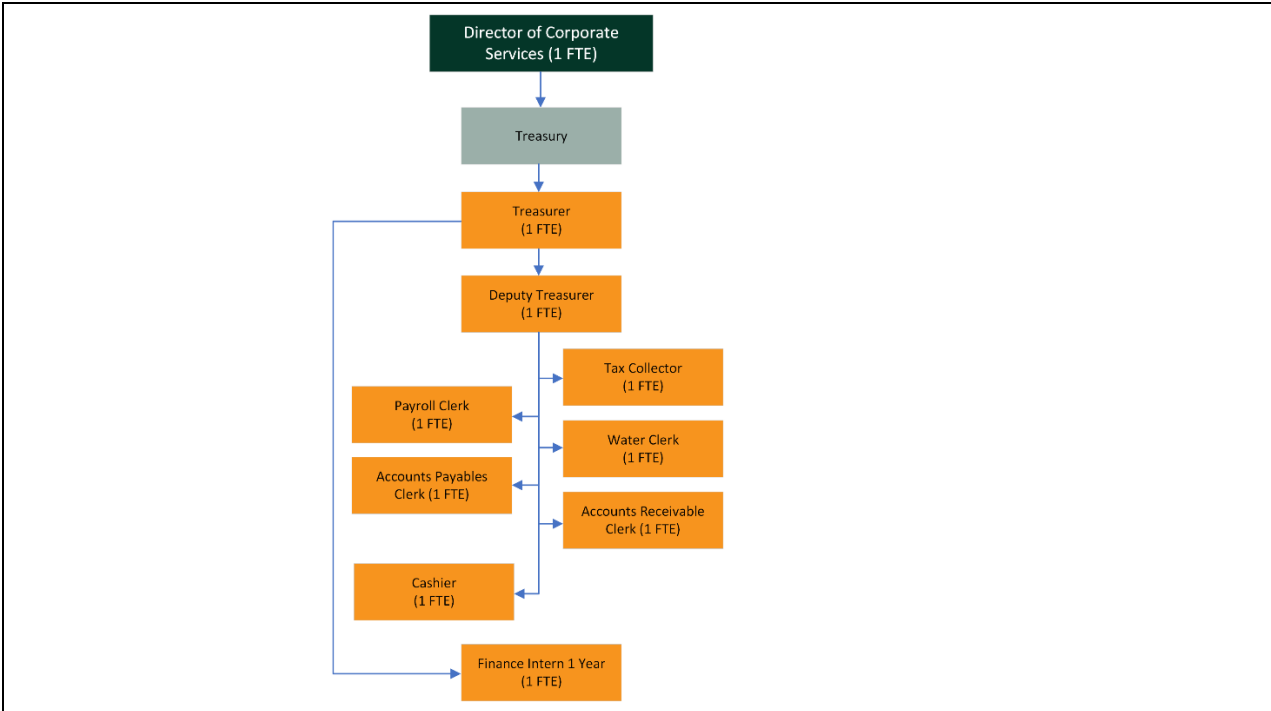 Director of Corporate
Services (1 FTE)
Treasury
Treasurer
(1 FTE)
Deputy Treasurer
(1 FTE)
Tax Collector
(1 FTE)
Payroll Clerk
(1 FTE)
Water Clerk
(1 FTE)
Accounts Payables
Clerk (1 FTE)
Accounts Receivable
Clerk (1 FTE)
Cashier
(1 FTE)
Finance Intern 1 Year
(1 FTE)